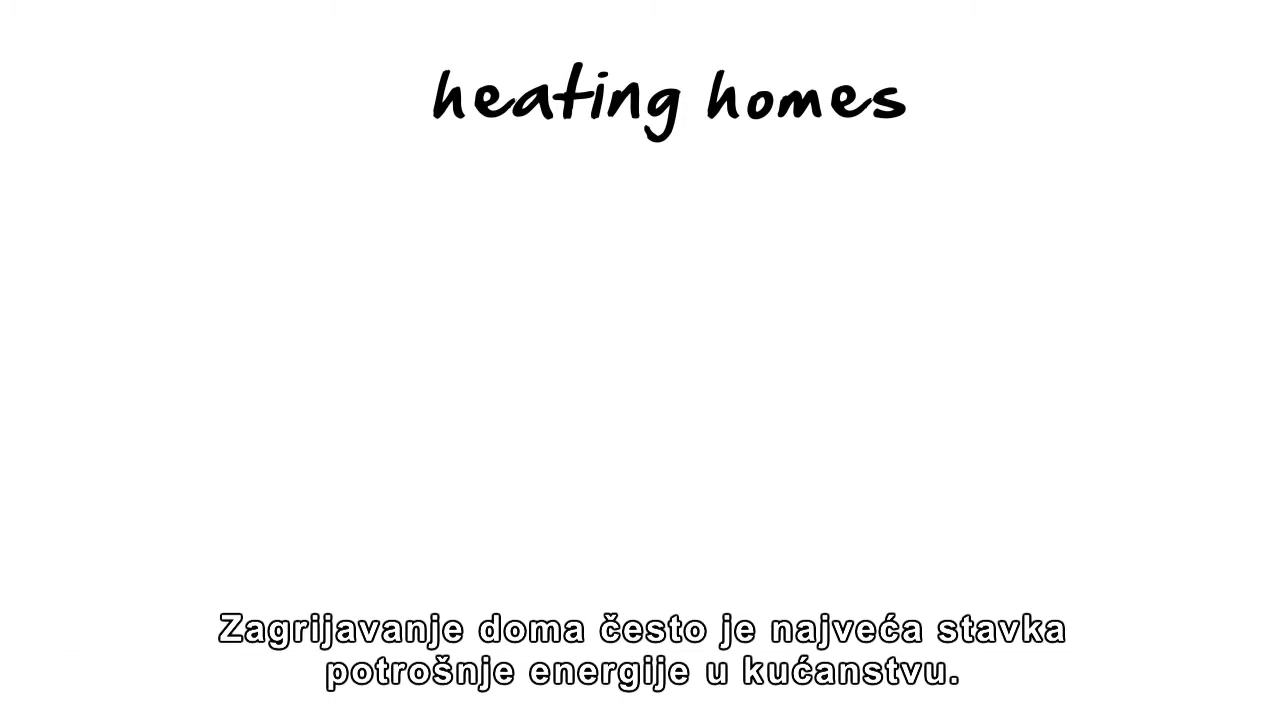 heating homes
Zagrijavanje doma često je najveća stavka
potrošnje energije u kućanstvu.